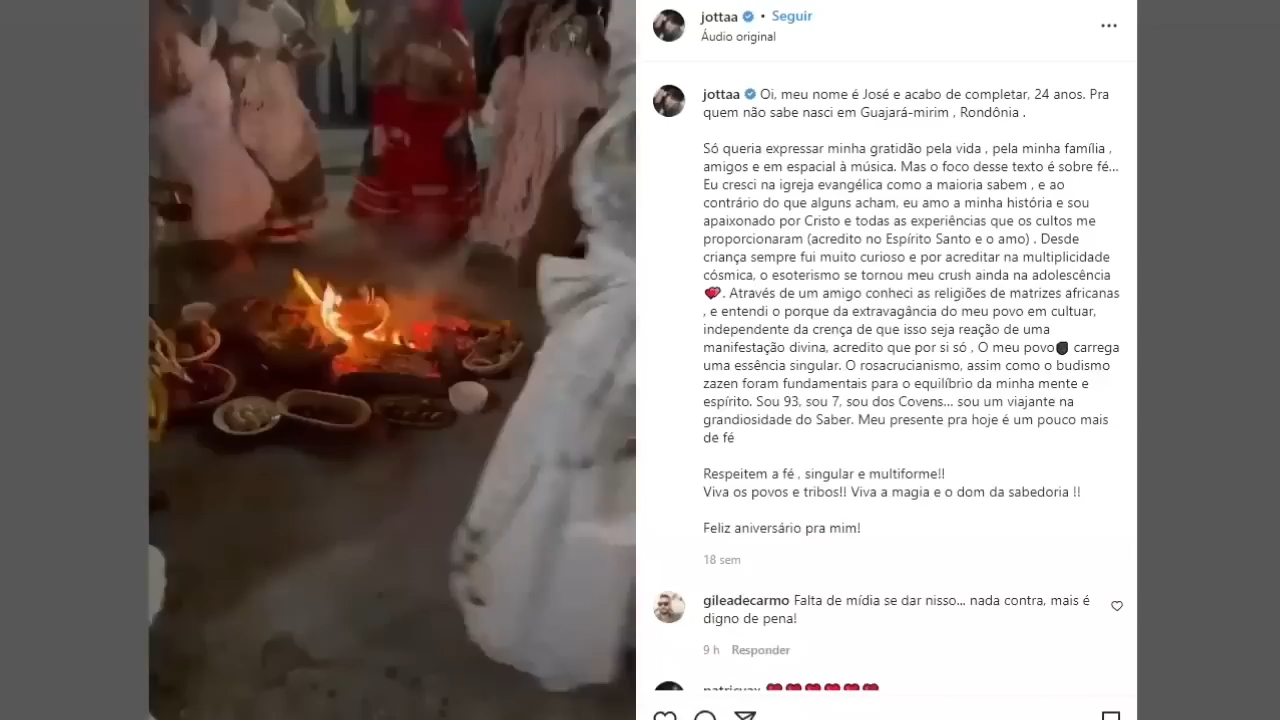 jottaa • Seguir
Áudio original
jottaa Oi, meu nome é José e acabo de completar, 24 anos. Pra
quem não sabe nasci em Guajará-mirim , Rondônia .
Só queria expressar minha gratidão pela vida , pela minha família ,
amigos e em espacial à música. Mas o foco desse texto é sobre fé...
Eu cresci na igreja evangélica como a maioria sabem , e ao
contrário do que alguns acham, eu amo a minha história e sou
apaixonado por Cristo e todas as experiências que os cultos me
proporcionaram (acredito no Espírito Santo e o amo) . Desde
criança sempre fui muito curioso e por acreditar na multiplicidade
cósmica, o esoterismo se tornou meu crush ainda na adolescência
💕. Através de um amigo conheci as religiões de matrizes africanas
, e entendi o porque da extravagância do meu povo em cultuar,
independente da crença de que isso seja reação de uma
manifestação divina, acredito que por si só , O meu povo✊🏿 carrega
uma essência singular. O rosacrucianismo, assim como o budismo
zazen foram fundamentais para o equilíbrio da minha mente e
espírito. Sou 93, sou 7, sou dos Covens... sou um viajante na
grandiosidade do Saber. Meu presente pra hoje é um pouco mais
de fé
Respeitem a fé , singular e multiforme!!
Viva os povos e tribos!! Viva a magia e o dom da sabedoria !!
Feliz aniversário pra mim!
18 sem
gileadecarmo Falta de mídia se dar nisso... nada contra, mais é
digno de pena!
9 h Responder